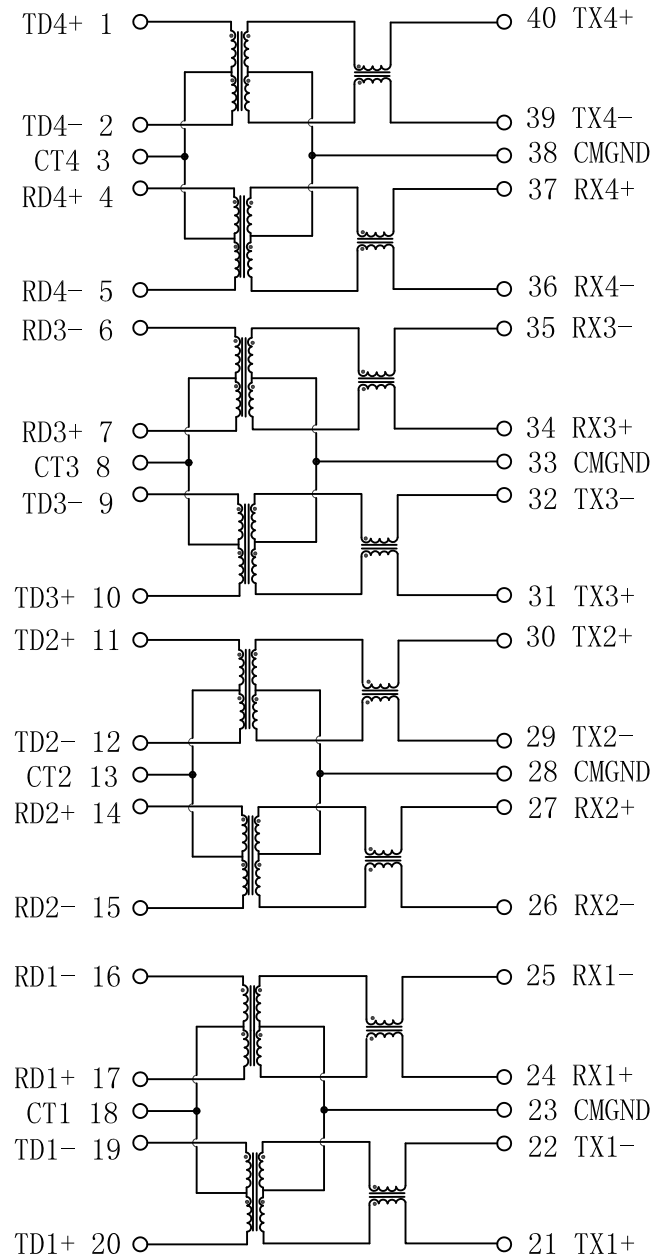 TD4+ 1 40 TX4+
TD4- 2 39 TX4-
CT4 3 38 CMGND
RD4+ 4 37 RX4+
RD4- 5 36 RX4-
RD3- 6 35 RX3-
RD3+ 7 34 RX3+
CT3 8 33 CMGND
TD3- 9 32 TX3-
TD3+ 10 31 TX3+
TD2+ 11 30 TX2+
TD2- 12 29 TX2-
CT2 13 28 CMGND
RD2+ 14 27 RX2+
RD2- 15 26 RX2-
RD1- 16 25 RX1-
RD1+ 17 24 RX1+
CT1 18 23 CMGND
TD1- 19 22 TX1-
TD1+ 20 21 TX1+